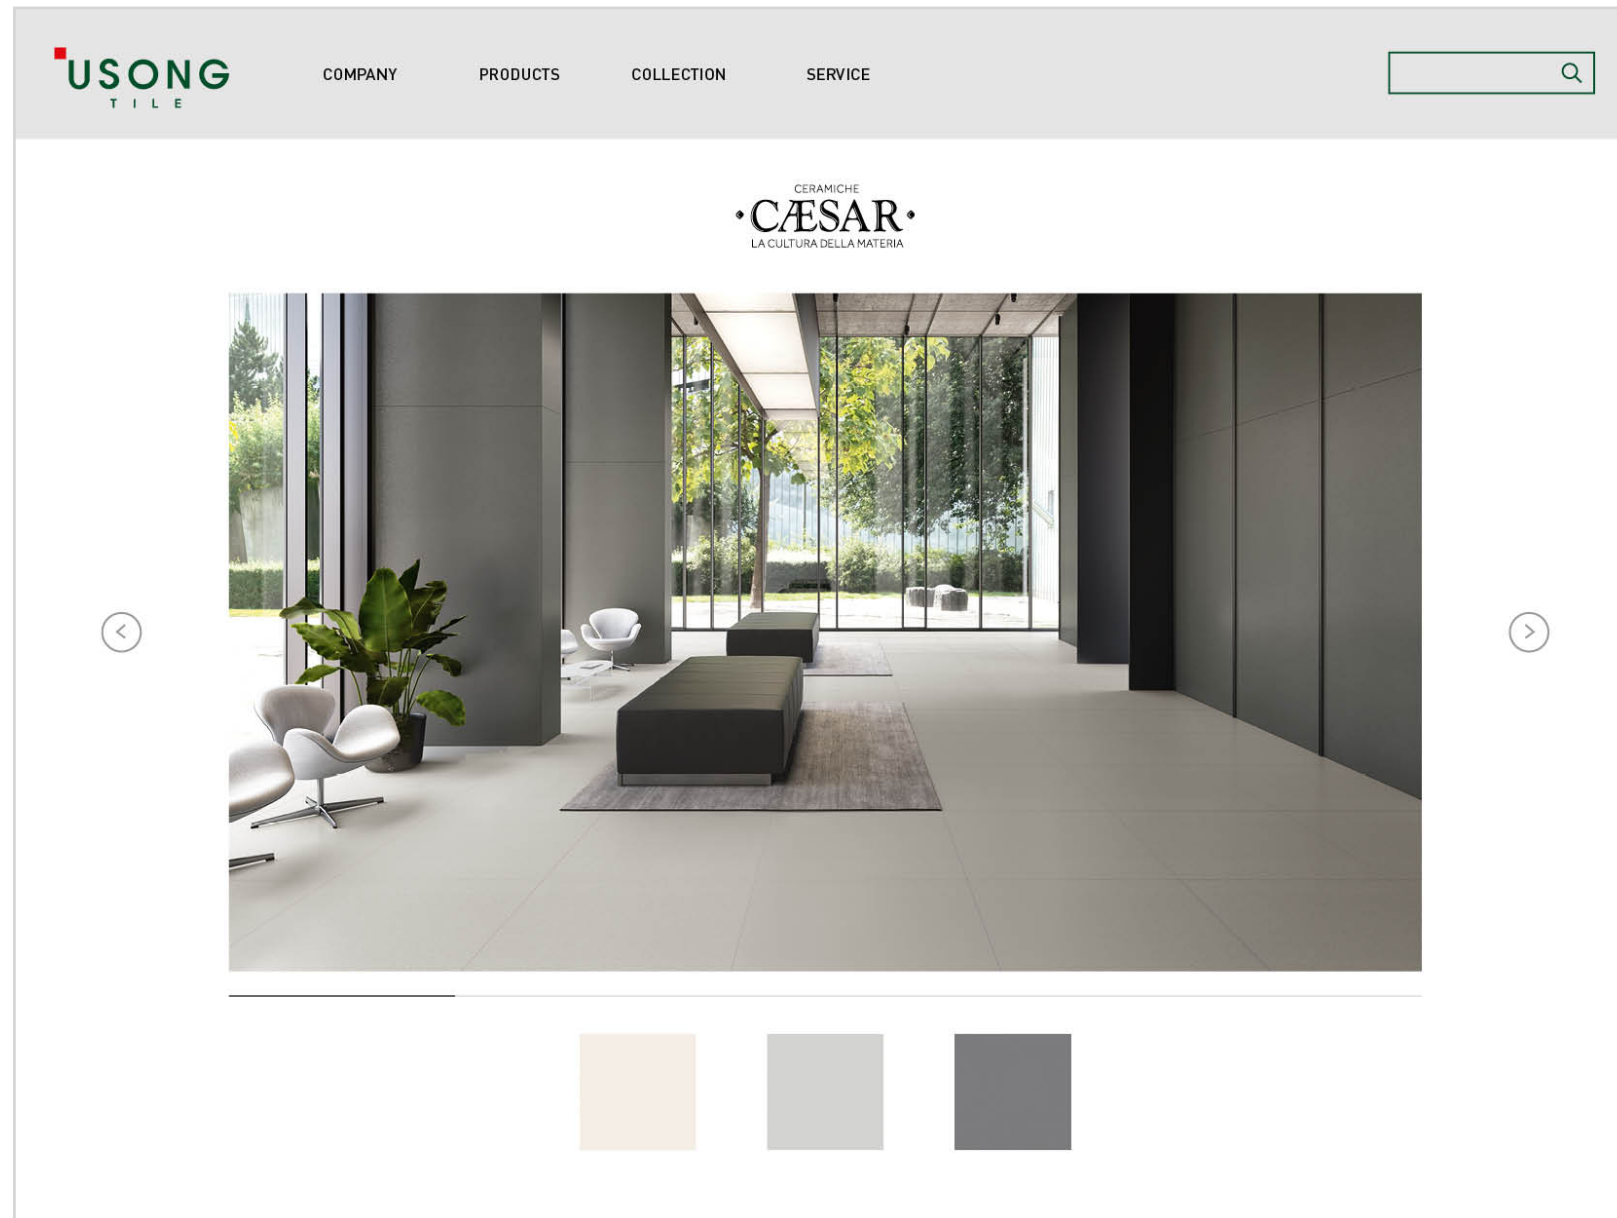 USONG
TILE
COMPANY
PRODUCTS
COLLECTION
SERVICE
CERAMICHE
·CÆSAR·
LA CULTURA DELLA MATERIA